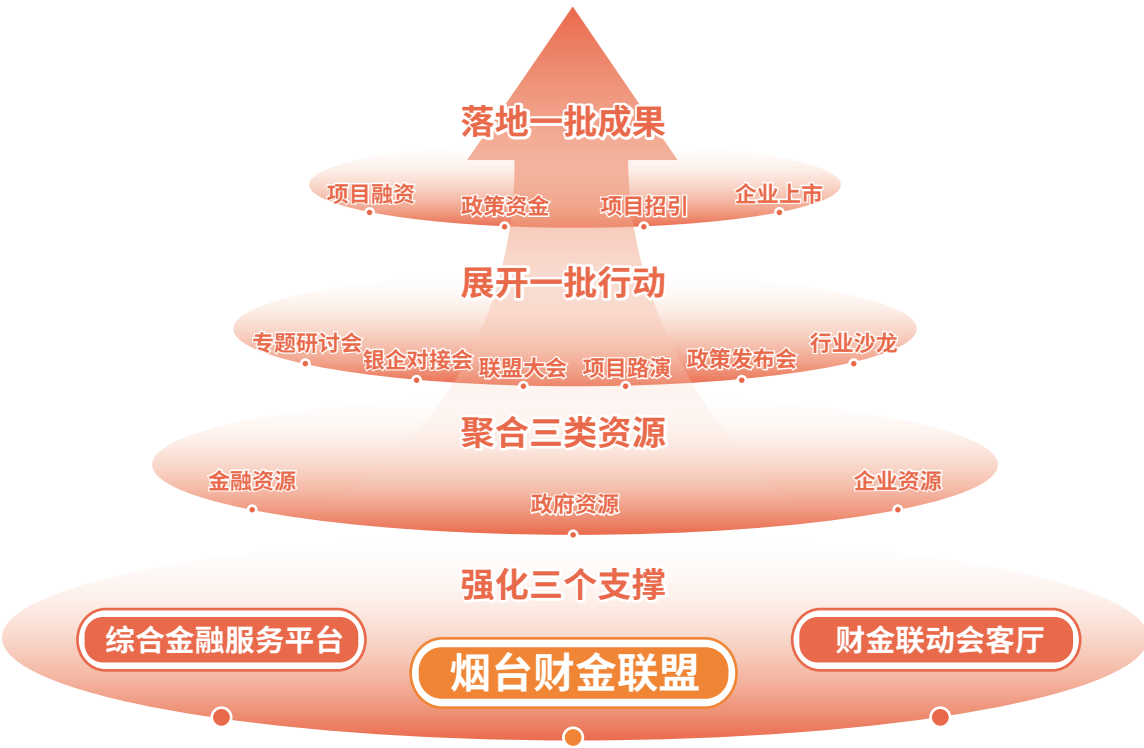 落地一批成果
项目融资
政策资金
项目招引
企业上市
展开一批行动
专题研讨会
银企对接会
联盟大会
项目路演
政策发布会
行业沙龙
聚合三类资源
金融资源
政府资源
企业资源
强化三个支撑
综合金融服务平台
烟台财金联盟
财金联动会客厅